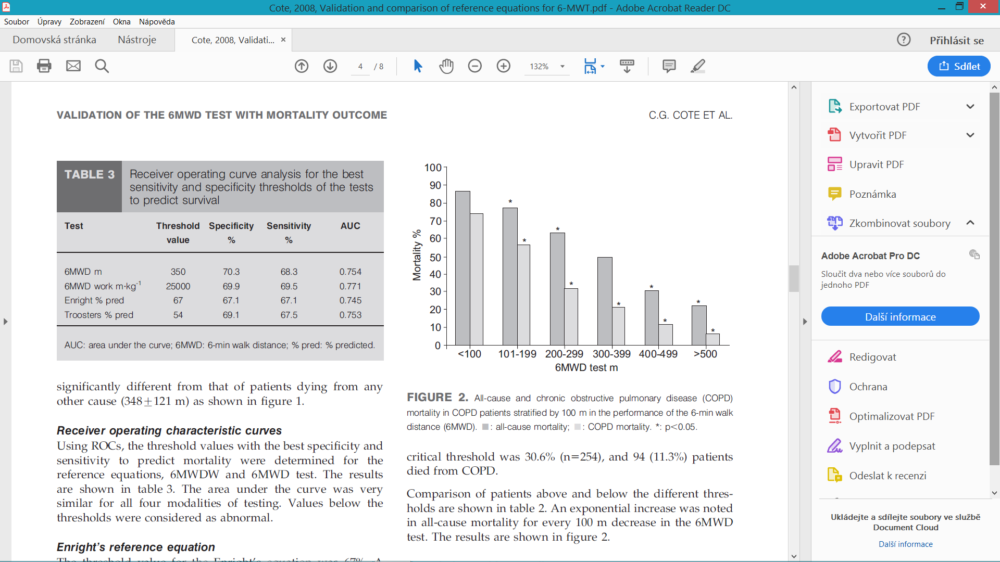 Cote, 2008, Validation and comparison of reference equations for 6-MWT.pdf - Adobe Acrobat Reader DC
Soubor Úpravy Zobrazení Okna Nápověda
Domovská stránka Nástroje Cote, 2008, Validati... × ? Přihlásit se
4 / 8 132% Sdílet
VALIDATION OF THE 6MWD TEST WITH MORTALITY OUTCOME
C.G. COTE ET AL.
TABLE 3 Receiver operating curve analysis for the best
sensitivity and specificity thresholds of the tests
to predict survival
Test Threshold Specificity Sensitivity AUC
value % %
6MWD m 350 70.3 68.3 0.754
6MWD work m·kg-1 25000 69.9 69.5 0.771
Enright % pred 67 67.1 67.1 0.745
Troosters % pred 54 69.1 67.5 0.753
AUC: area under the curve; 6MWD: 6-min walk distance; % pred: % predicted.
significantly different from that of patients dying from any
other cause (348±121 m) as shown in figure 1.
Receiver operating characteristic curves
Using ROCs, the threshold values with the best specificity and
sensitivity to predict mortality were determined for the
reference equations, 6MWDW and 6MWD test. The results
are shown in table 3. The area under the curve was very
similar for all four modalities of testing. Values below the
thresholds were considered as abnormal.
Enright's reference equation
The threshold value for the Enright's equation was 67%. A
100
90
80
70
60
50
40
30
20
10
0
Mortality %
* * * * * * * * *
<100 101-199 200-299 300-399 400-499 >500
6MWD test m
FIGURE 2. All-cause and chronic obstructive pulmonary disease (COPD)
mortality in COPD patients stratified by 100 m in the performance of the 6-min walk
distance (6MWD). ■: all-cause mortality; ■: COPD mortality. *: p<0.05.
critical threshold was 30.6% (n=254), and 94 (11.3%) patients
died from COPD.
Comparison of patients above and below the different thres-
holds are shown in table 2. An exponential increase was noted
in all-cause mortality for every 100 m decrease in the 6MWD
test. The results are shown in figure 2.
Exportovat PDF
Vytvořit PDF
Upravit PDF
Poznámka
Zkombinovat soubory
Adobe Acrobat Pro DC
Sloučit dva nebo více souborů do
jednoho PDF
Další informace
Redigovat
Ochrana
Optimalizovat PDF
Vyplnit a podepsat
Odeslat k recenzi
Ukládejte a sdílejte soubory ve službě
Document Cloud
Další informace